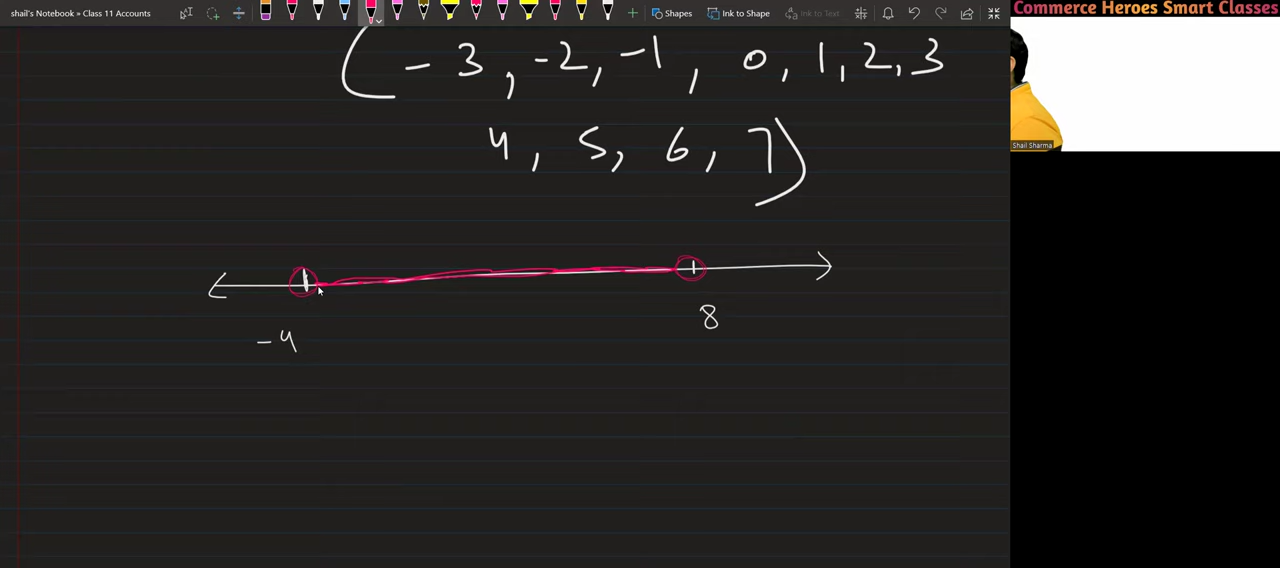 shail's Notebook » Class 11 Accounts
Shapes
Ink to Shape
Ink to Text
Commerce Heroes Smart Classes
Shail Sharma
( - 3 , -2 , -1 , 0 , 1 , 2 , 3
4 , 5 , 6 , 7 )
-4
8